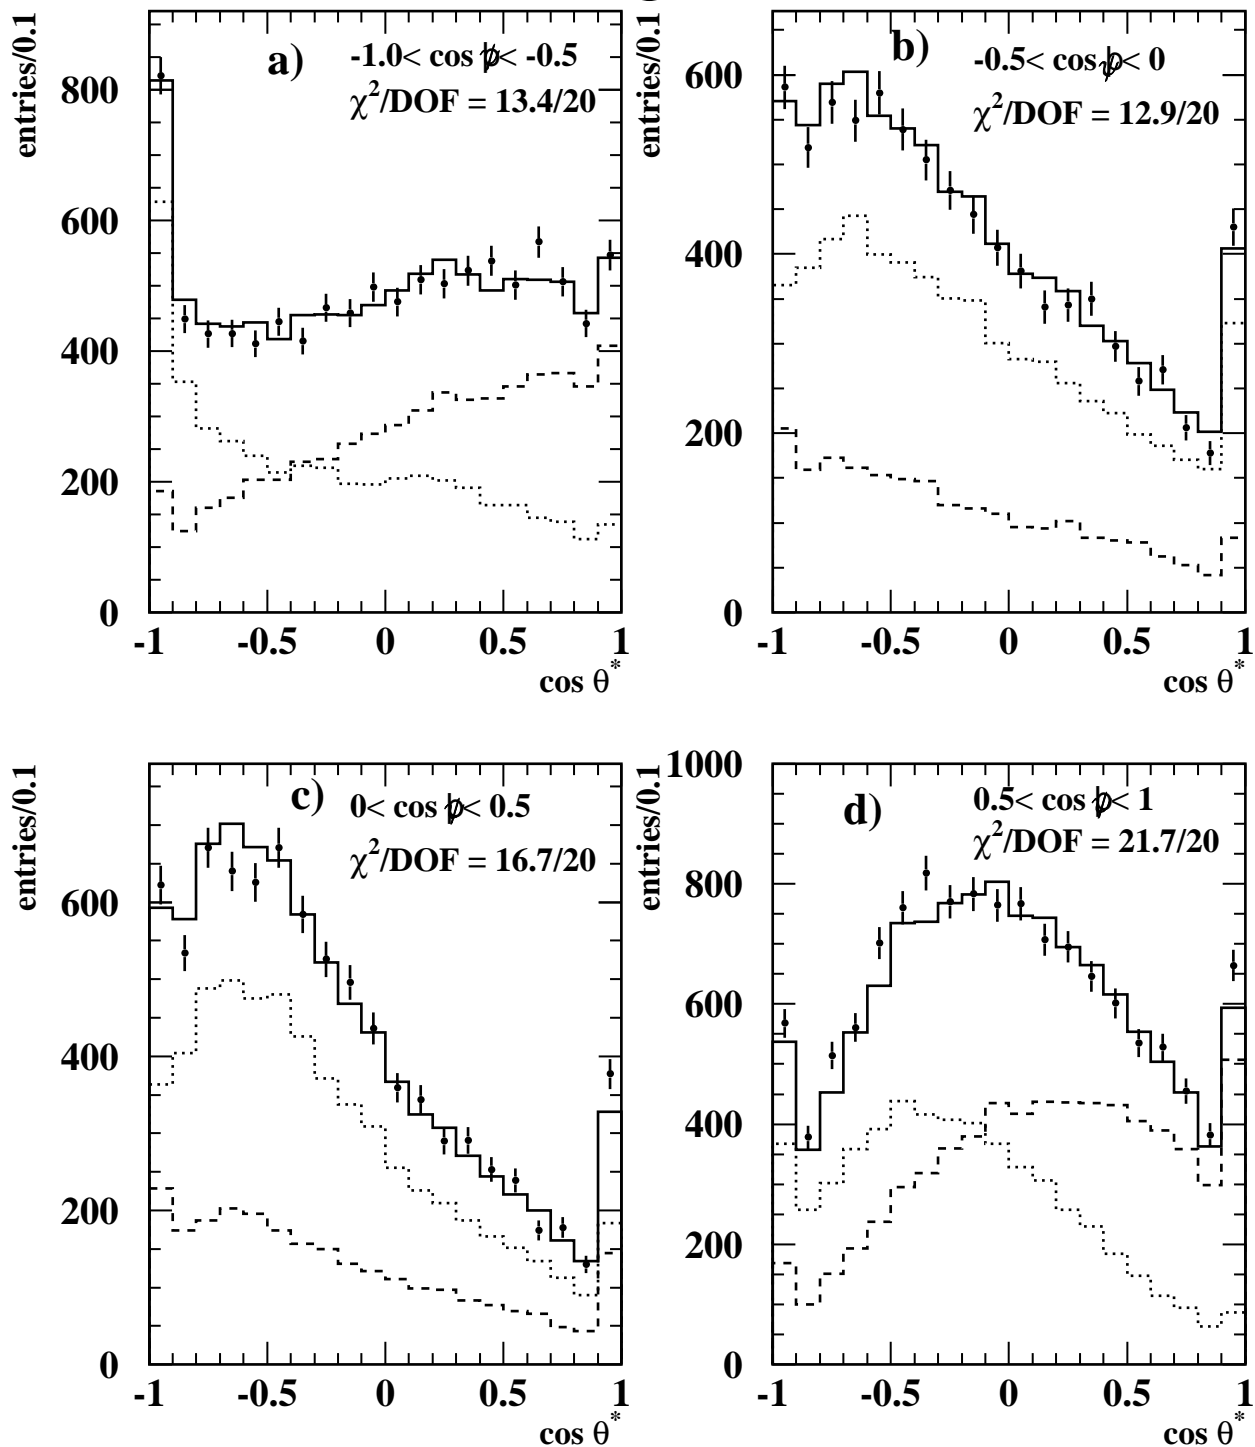 entries/0.1
a)
-1.0< cos ψ< -0.5
χ²/DOF = 13.4/20
800
600
400
200
0
-1 -0.5 0 0.5 1
cos θ*
entries/0.1
b)
-0.5< cos ψ< 0
χ²/DOF = 12.9/20
600
400
200
0
-1 -0.5 0 0.5 1
cos θ*
entries/0.1
c)
0< cos ψ< 0.5
χ²/DOF = 16.7/20
600
400
200
0
-1 -0.5 0 0.5 1
cos θ*
entries/0.1
d)
0.5< cos ψ< 1
χ²/DOF = 21.7/20
1000
800
600
400
200
0
-1 -0.5 0 0.5 1
cos θ*